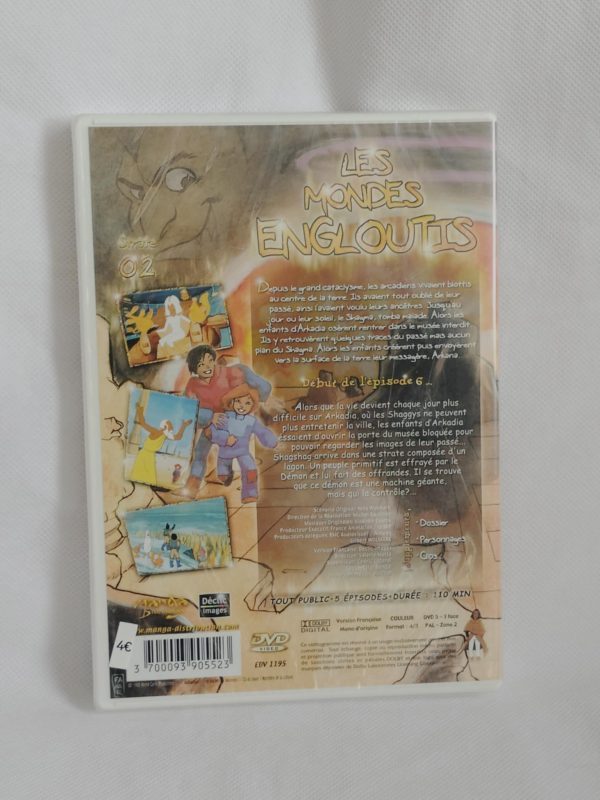 LES
MONDES
ENGLOUTIS
Strate
02
Depuis le grand cataclysme, les arcadiens vivaient blottis
au centre de la terre. Ils avaient tout oublié de leur
passé, ainsi l'avaient voulu leurs ancêtres. Jusqu'au
jour ou leur soleil, le Shagma, tomba malade. Alors les
enfants d'Arkadia osèrent rentrer dans le musée interdit.
Ils y retrouvèrent quelques traces du passé mais aucun
plan du Shagma. Alors les enfants créèrent puis envoyèrent
vers la surface de la terre leur messagère, Arkana...
Début de l'épisode 6 ...
Alors que la vie devient chaque jour plus
difficile sur Arkadia, où les Shaggys ne peuvent
plus entretenir la ville, les enfants d'Arkadia
essaient d'ouvrir la porte du musée bloquée pour
pouvoir regarder les images de leur passé...
Shagshag arrive dans une strate composée d'un
lagon. Un peuple primitif est effrayé par le
Démon et lui fait des offrandes. Il se trouve
que ce démon est une machine géante,
mais qui la contrôle?...
Dossier
Personnages
Clips
TOUT PUBLIC·5 ÉPISODES·DURÉE : 110 MIN
Déclic
Images
www.manga-distribution.com
4€
3 700093 905523
DVD
VIDEO
EDV 1195
DOLBY
DIGITAL
Version Française
Mono d'origine
COULEUR
Format : 4/3
DVD 5 - 1 face
PAL - Zone 2